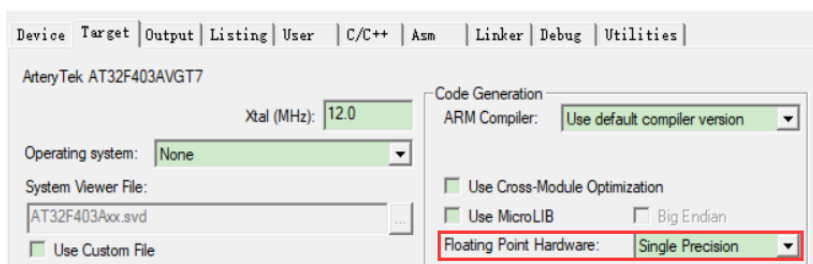 Device Target Output Listing User C/C++ Asm Linker Debug Utilities
ArteryTek AT32F403AVGT7
Xtal (MHz): 12.0
Operating system: None
System Viewer File:
AT32F403Axx.svd ...
Use Custom File
Code Generation
ARM Compiler: Use default compiler version
Use Cross-Module Optimization
Use MicroLIB Big Endian
Floating Point Hardware: Single Precision